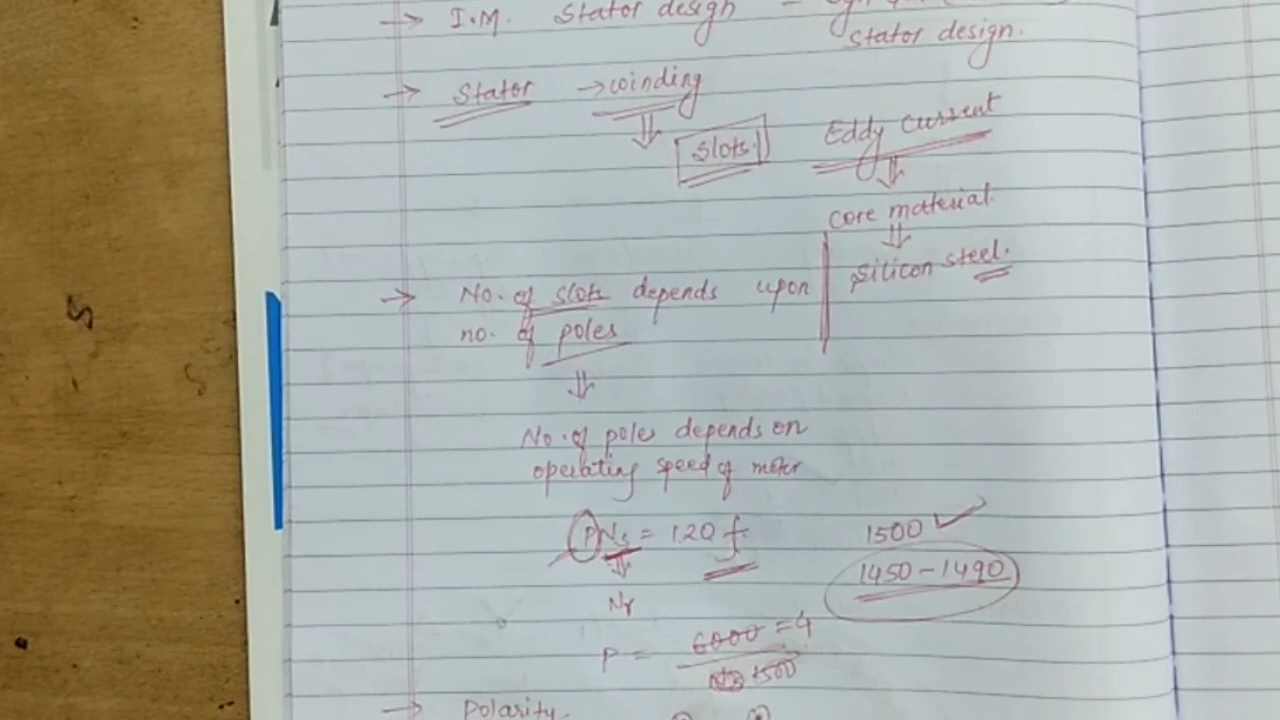 → I.M. Stator design -
Stator design.
→ Stator → winding
⇓ Slots.
Eddy current
⇓
Core material.
⇓
Silicon steel.
→ No. of slots depends upon
no. of poles
⇓
No. of poles depends on
operating speed of motor
PNs = 120 f
⇓
Nr
1500 ✓
1450 - 1490
P = 6000 = 4
1500
→ Polarity.